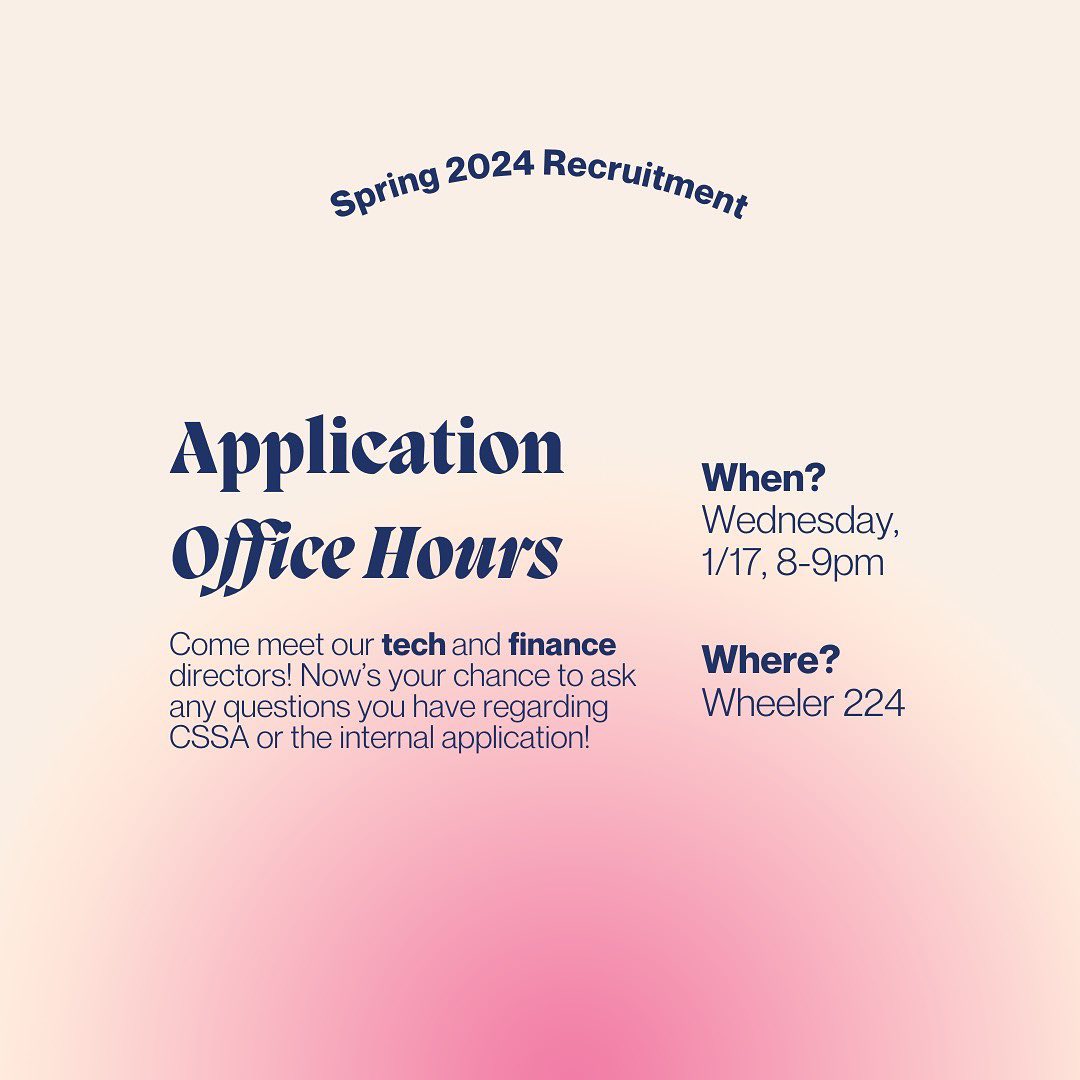 Spring 2024 Recruitment
Application
Office Hours
Come meet our tech and finance
directors! Now’s your chance to ask
any questions you have regarding
CSSA or the internal application!
When?
Wednesday,
1/17, 8-9pm
Where?
Wheeler 224